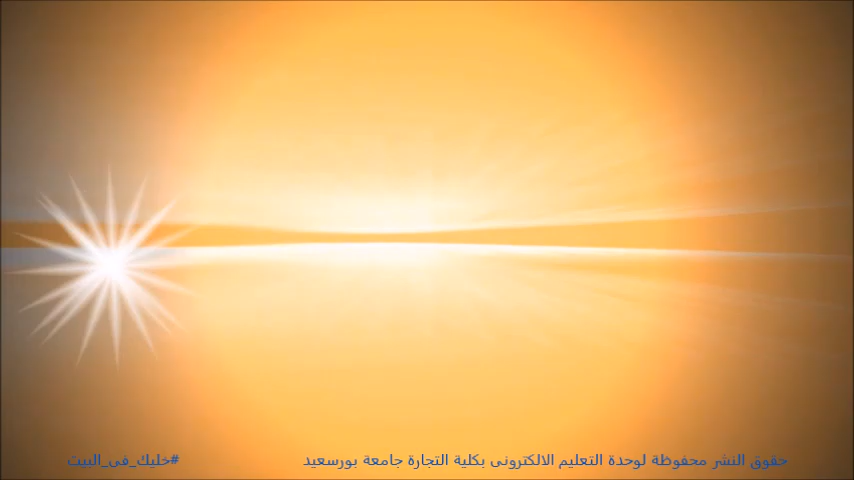 حقوق النشر محفوظة لوحدة التعليم الالكترونى بكلية التجارة جامعة بورسعيد
#خليك_فى_البيت